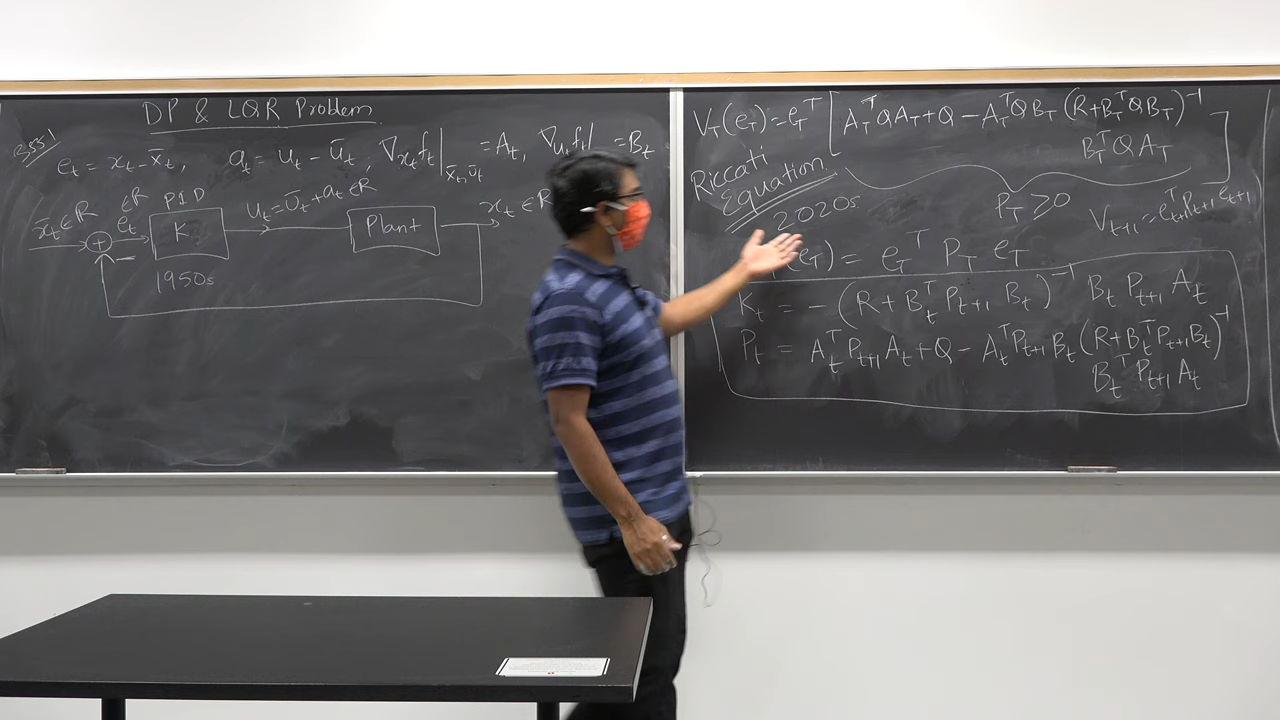 DP & LQR Problem
e_t = x_t - x̄_t, a_t = u_t - ū_t, ∇_{x_t} f_t |_{x̄_t, ū_t} = A_t, ∇_{u_t} f_t | = B_t
x̄_t ∈ R + e_t ∈R PID K u_t = ū_t + a_t ∈ R Plant x_t ∈ R
−
1950s
V_T(e_T) = e_T^T [ A_T^T Q A_T + Q - A_T^T Q B_T (R + B_T^T Q B_T)^{-1}
B_T^T Q A_T ]
Riccati
Equation
2020s
P_T ≥ 0 V_{t+1} = e_{t+1}^T P_{t+1} e_{t+1}
(e_T) = e_T^T P_T e_T
K_t = - (R + B_t^T P_{t+1} B_t)^{-1} B_t P_{t+1} A_t
P_t = A_t^T P_{t+1} A_t + Q - A_t^T P_{t+1} B_t (R + B_t^T P_{t+1} B_t)^{-1}
B_t^T P_{t+1} A_t